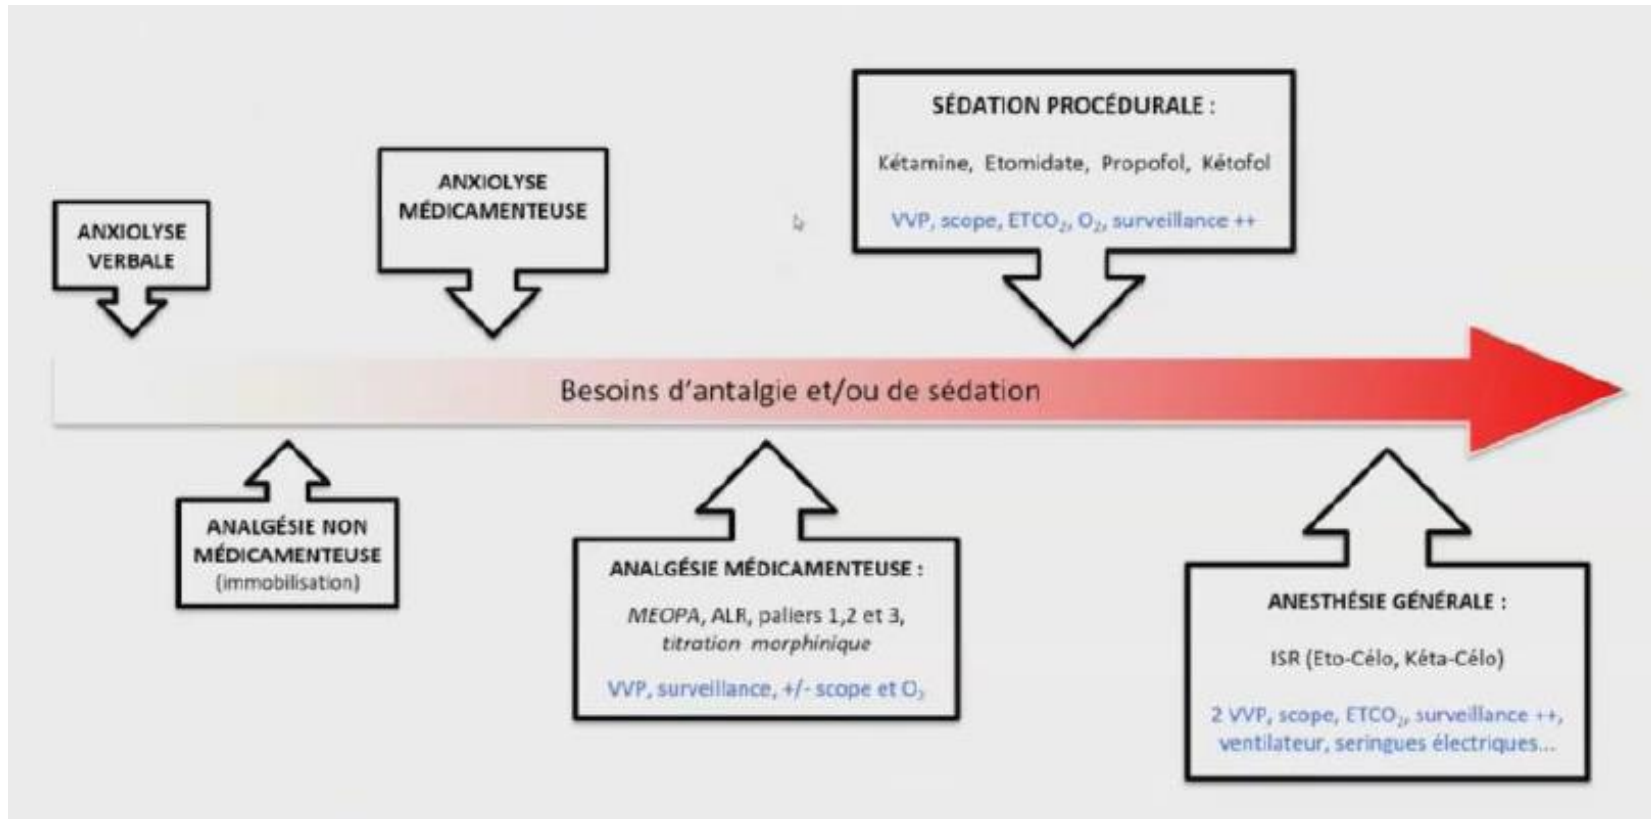 SÉDATION PROCÉDURALE :
Kétamine, Etomidate, Propofol, Kétofol
VVP, scope, ETCO₂, O₂, surveillance ++
ANXIOLYSE
MÉDICAMENTEUSE
ANXIOLYSE
VERBALE
Besoins d'antalgie et/ou de sédation
ANALGÉSIE NON
MÉDICAMENTEUSE
(immobilisation)
ANALGÉSIE MÉDICAMENTEUSE :
MEOPA, ALR, paliers 1,2 et 3,
titration morphinique
VVP, surveillance, +/- scope et O₂
ANESTHÉSIE GÉNÉRALE :
ISR (Eto-Célo, Kéta-Célo)
2 VVP, scope, ETCO₂, surveillance ++,
ventilateur, seringues électriques...